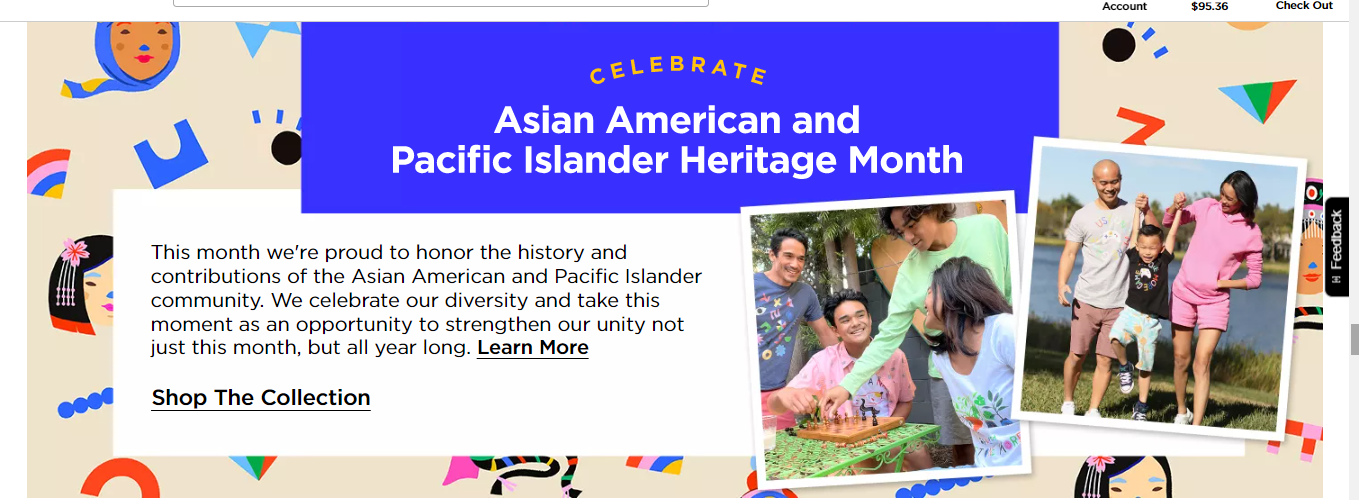 Account
$95.36
Check Out
CELEBRATE
Asian American and
Pacific Islander Heritage Month
This month we're proud to honor the history and
contributions of the Asian American and Pacific Islander
community. We celebrate our diversity and take this
moment as an opportunity to strengthen our unity not
just this month, but all year long. Learn More
Shop The Collection
Feedback